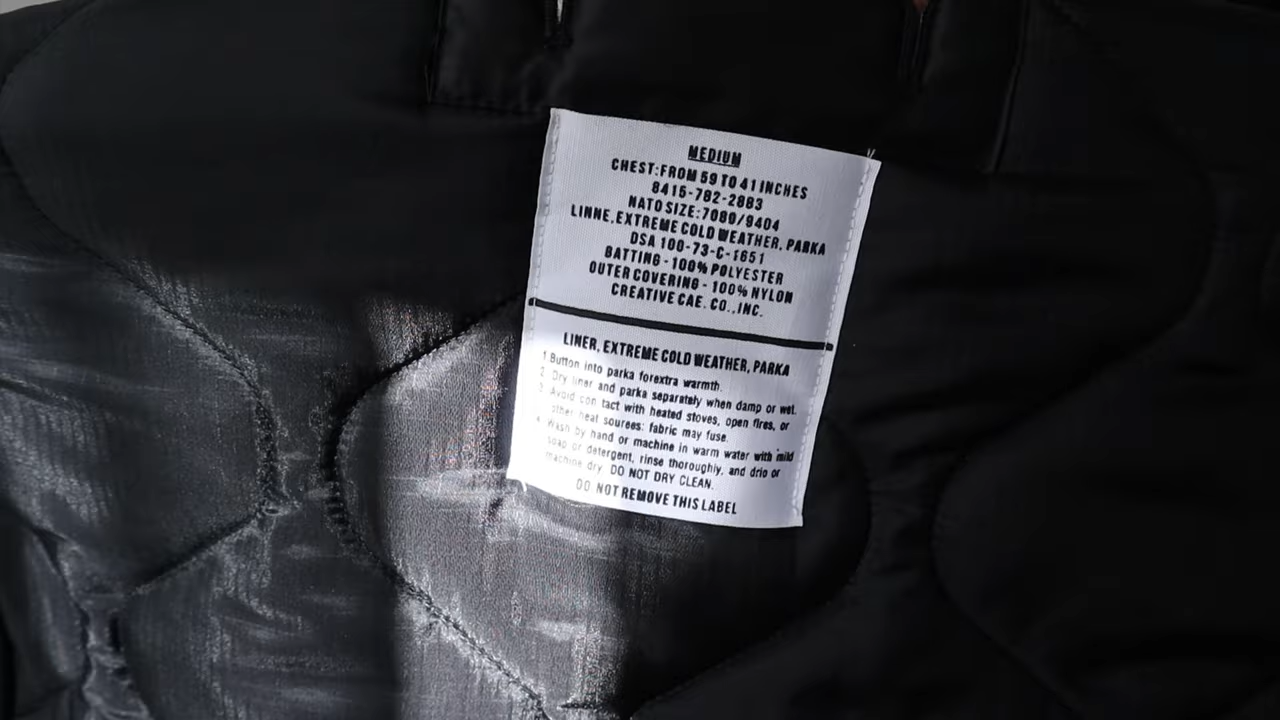 MEDIUM
CHEST:FROM 59 TO 41 INCHES
8415-782-2883
NATO SIZE:7080/9404
LINNE,EXTREME COLD WEATHER, PARKA
DSA 100-73-C-1651
BATTING-100% POLYESTER
OUTER COVERING - 100% NYLON
CREATIVE CAE. CO.,INC.
LINER, EXTREME COLD WEATHER, PARKA
1 Button into parka forextra warmth.
2. Dry liner and parka separately when damp or wet.
3. Avoid con tact with heated stoves, open fires, or
other heat sourees: fabric may fuse.
4. Wash by hand or machine in warm water with mild
soap or detergent, rinse thoroughiy, and drio or
machine dry. DO NOT DRY CLEAN.
DO NOT REMOVE THIS LABEL